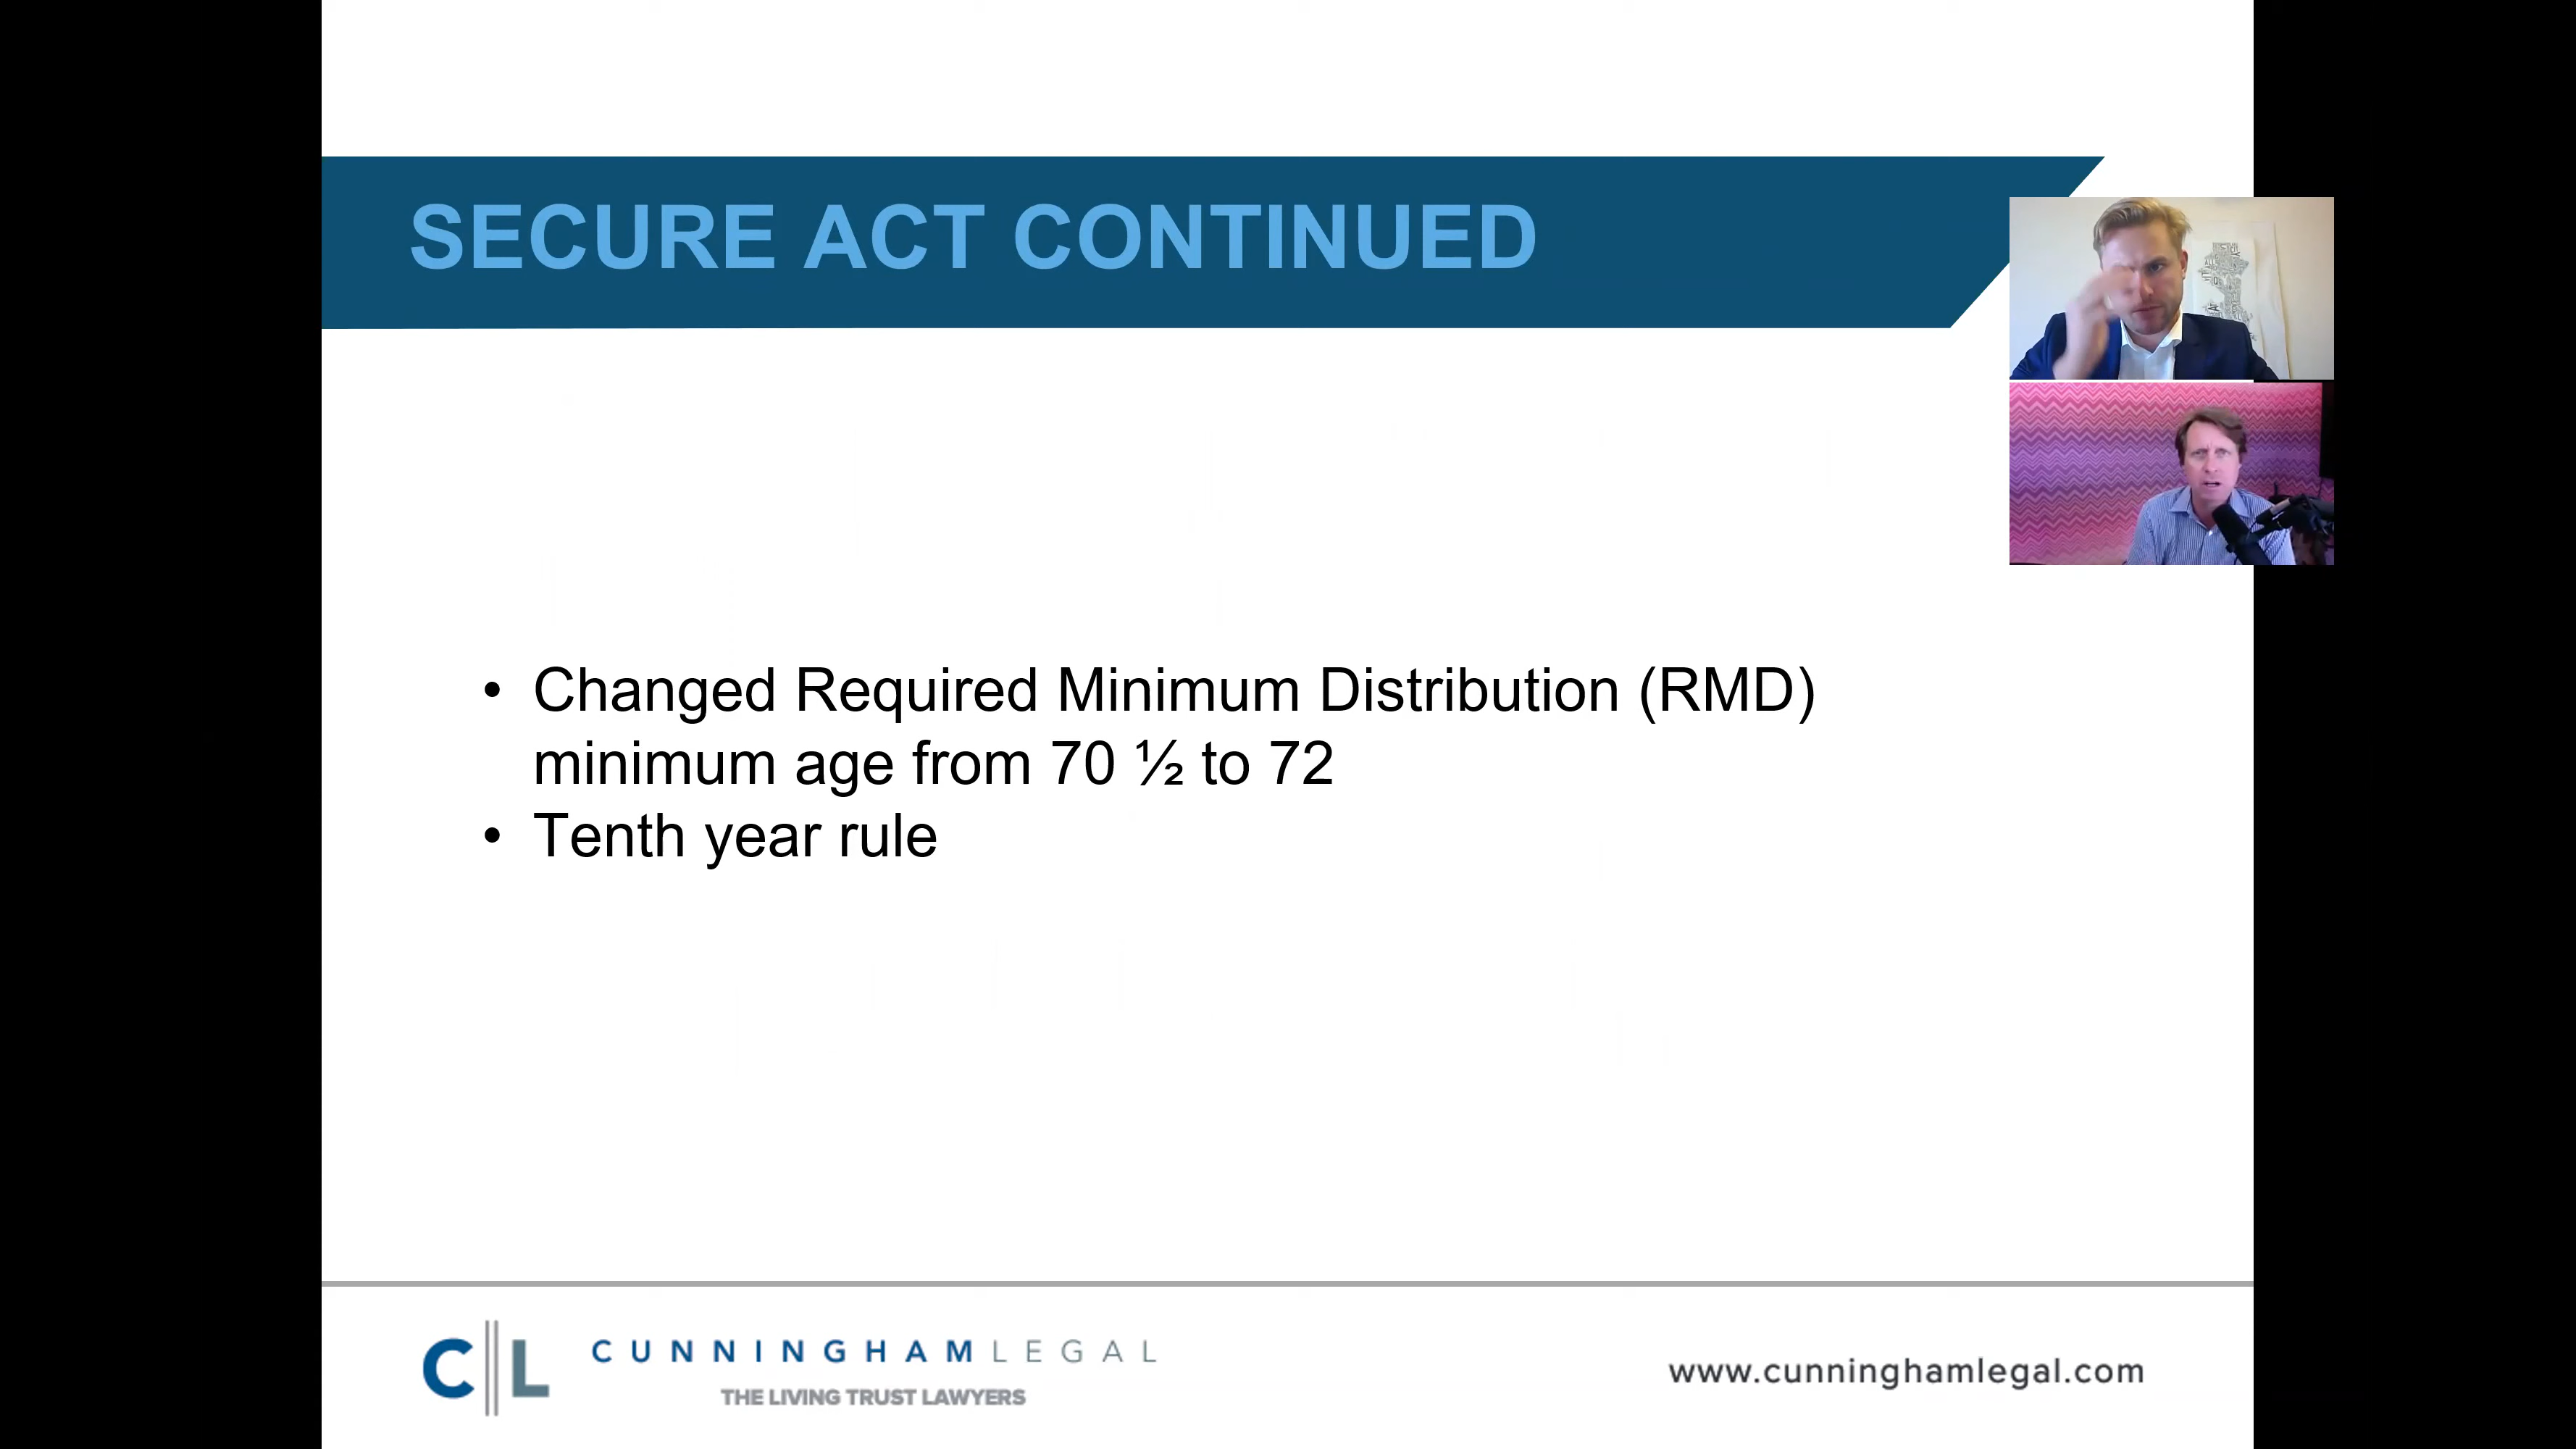 SECURE ACT CONTINUED
• Changed Required Minimum Distribution (RMD)
minimum age from 70 ½ to 72
• Tenth year rule
CL
CUNNINGHAMLEGAL
THE LIVING TRUST LAWYERS
www.cunninghamlegal.com